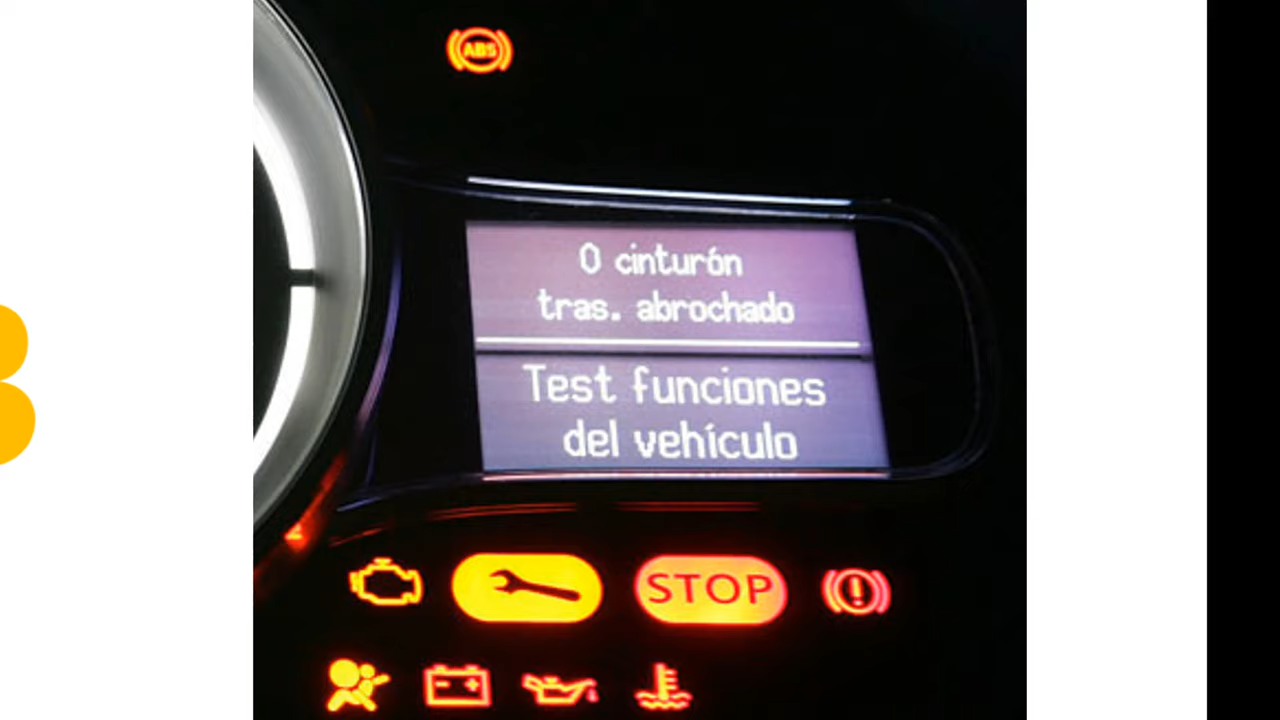 ABS
0 cinturón
tras. abrochado
Test funciones
del vehículo
STOP